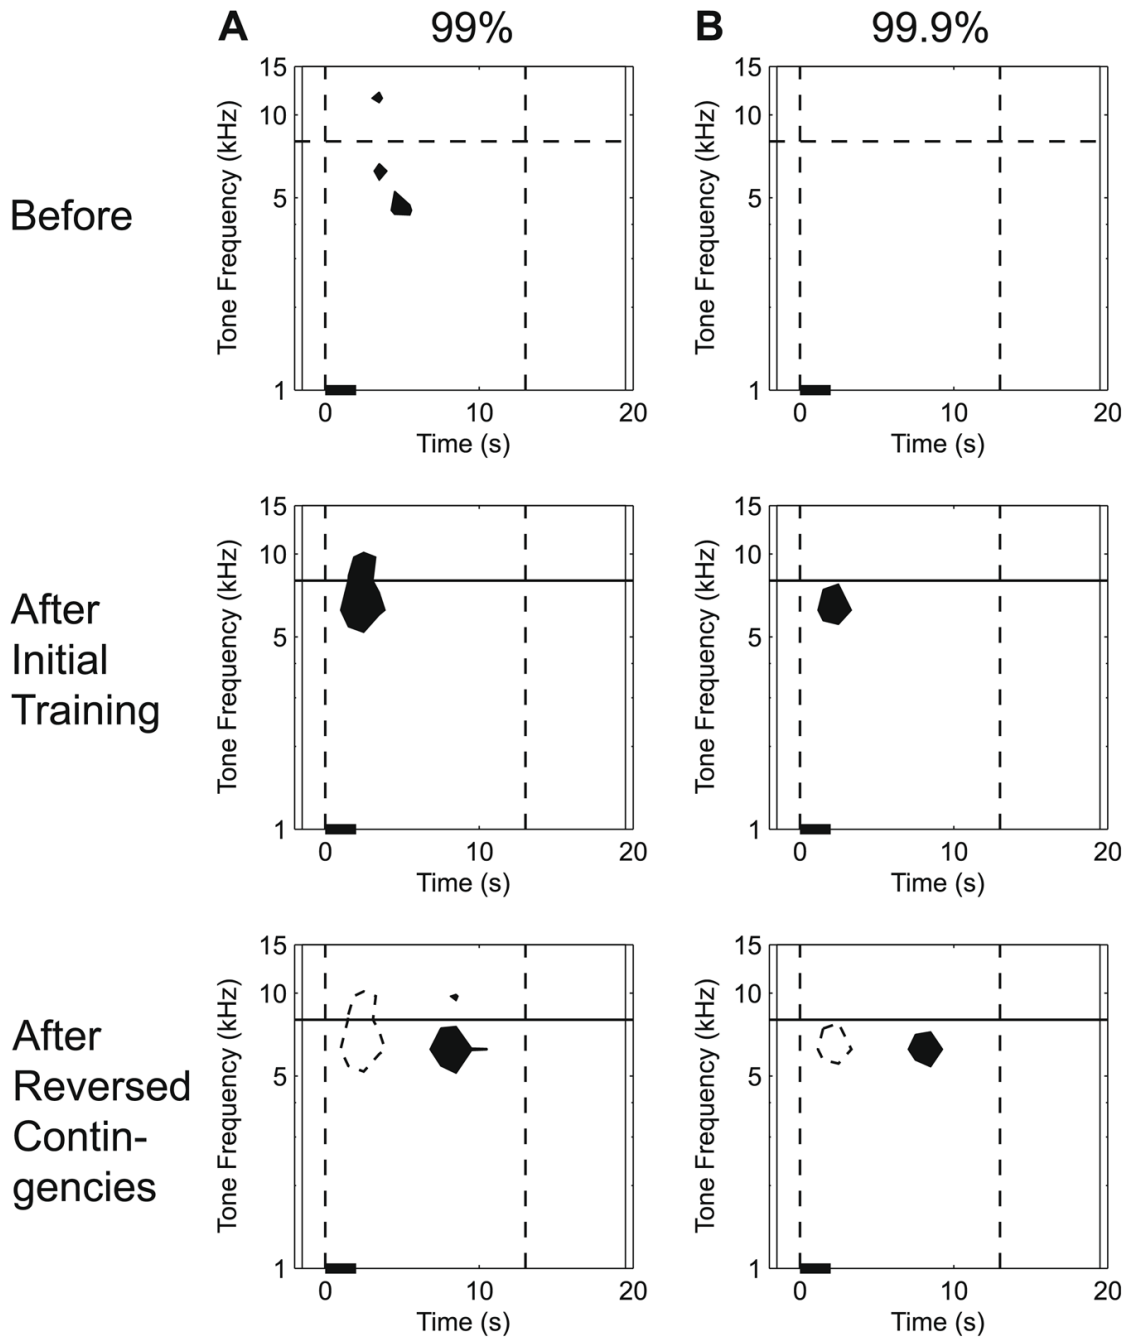 A 99% B 99.9%
Before
Tone Frequency (kHz)
15
10
5
1
0 10 20
Time (s)
Tone Frequency (kHz)
15
10
5
1
0 10 20
Time (s)
After
Initial
Training
Tone Frequency (kHz)
15
10
5
1
0 10 20
Time (s)
Tone Frequency (kHz)
15
10
5
1
0 10 20
Time (s)
After
Reversed
Contin-
gencies
Tone Frequency (kHz)
15
10
5
1
0 10 20
Time (s)
Tone Frequency (kHz)
15
10
5
1
0 10 20
Time (s)